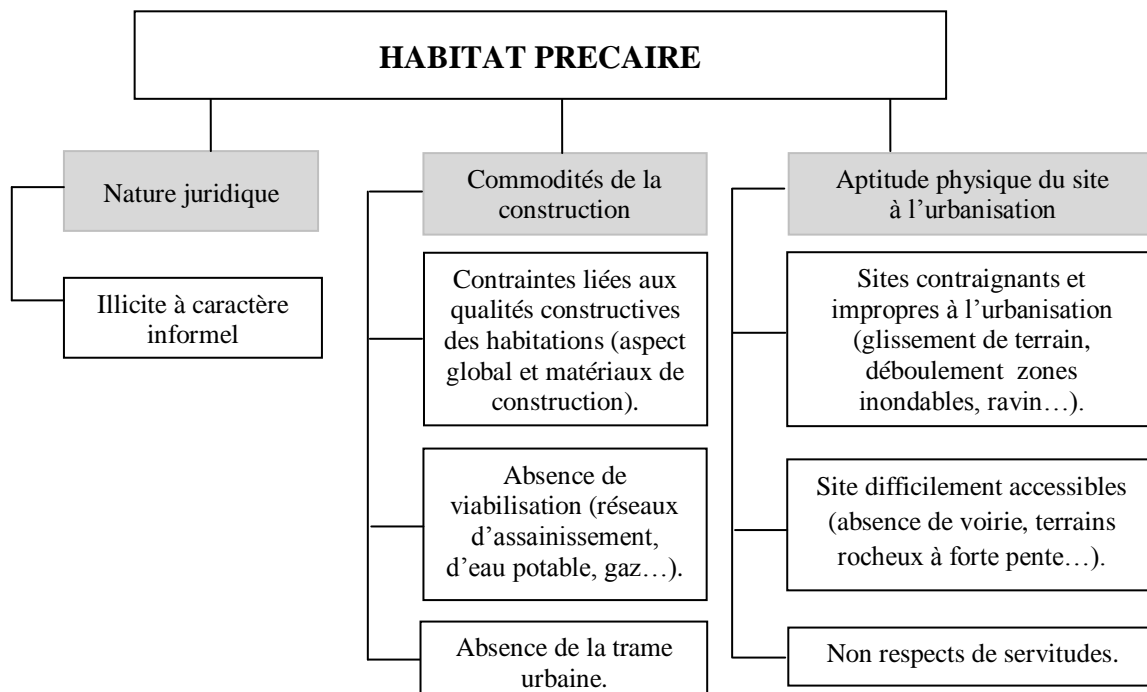 HABITAT PRECAIRE
Nature juridique
Illicite à caractère
informel
Commodités de la
construction
Contraintes liées aux
qualités constructives
des habitations (aspect
global et matériaux de
construction).
Absence de
viabilisation (réseaux
d’assainissement,
d’eau potable, gaz…).
Absence de la trame
urbaine.
Aptitude physique du site
à l’urbanisation
Sites contraignants et
impropres à l’urbanisation
(glissement de terrain,
déboulement zones
inondables, ravin…).
Site difficilement accessibles
(absence de voirie, terrains
rocheux à forte pente…).
Non respects de servitudes.